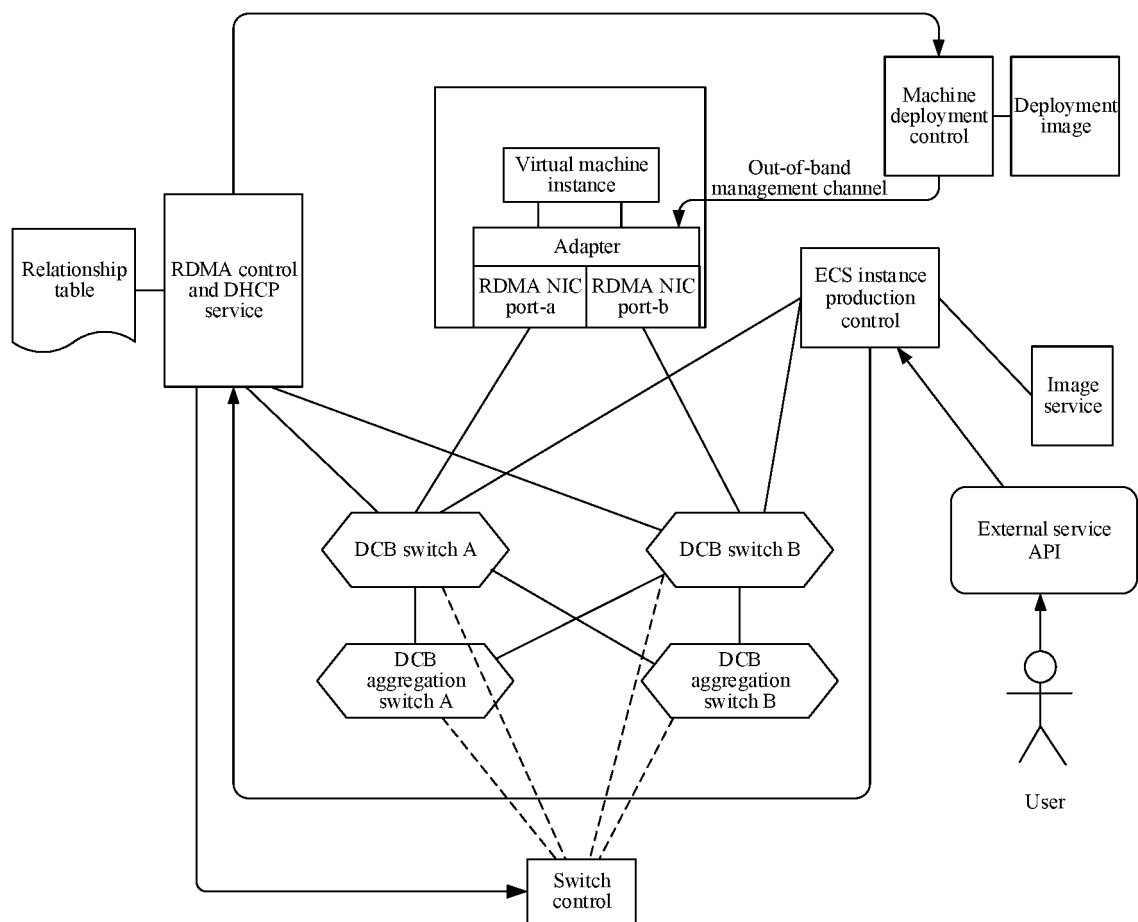 Machine
deployment
control
Deployment
image
Virtual machine
instance
Out-of-band
management channel
Adapter
RDMA NIC
port-a
RDMA NIC
port-b
Relationship
table
RDMA control
and DHCP
service
ECS instance
production
control
Image
service
External service
API
DCB switch A
DCB switch B
DCB
aggregation
switch A
DCB
aggregation
switch B
User
Switch
control